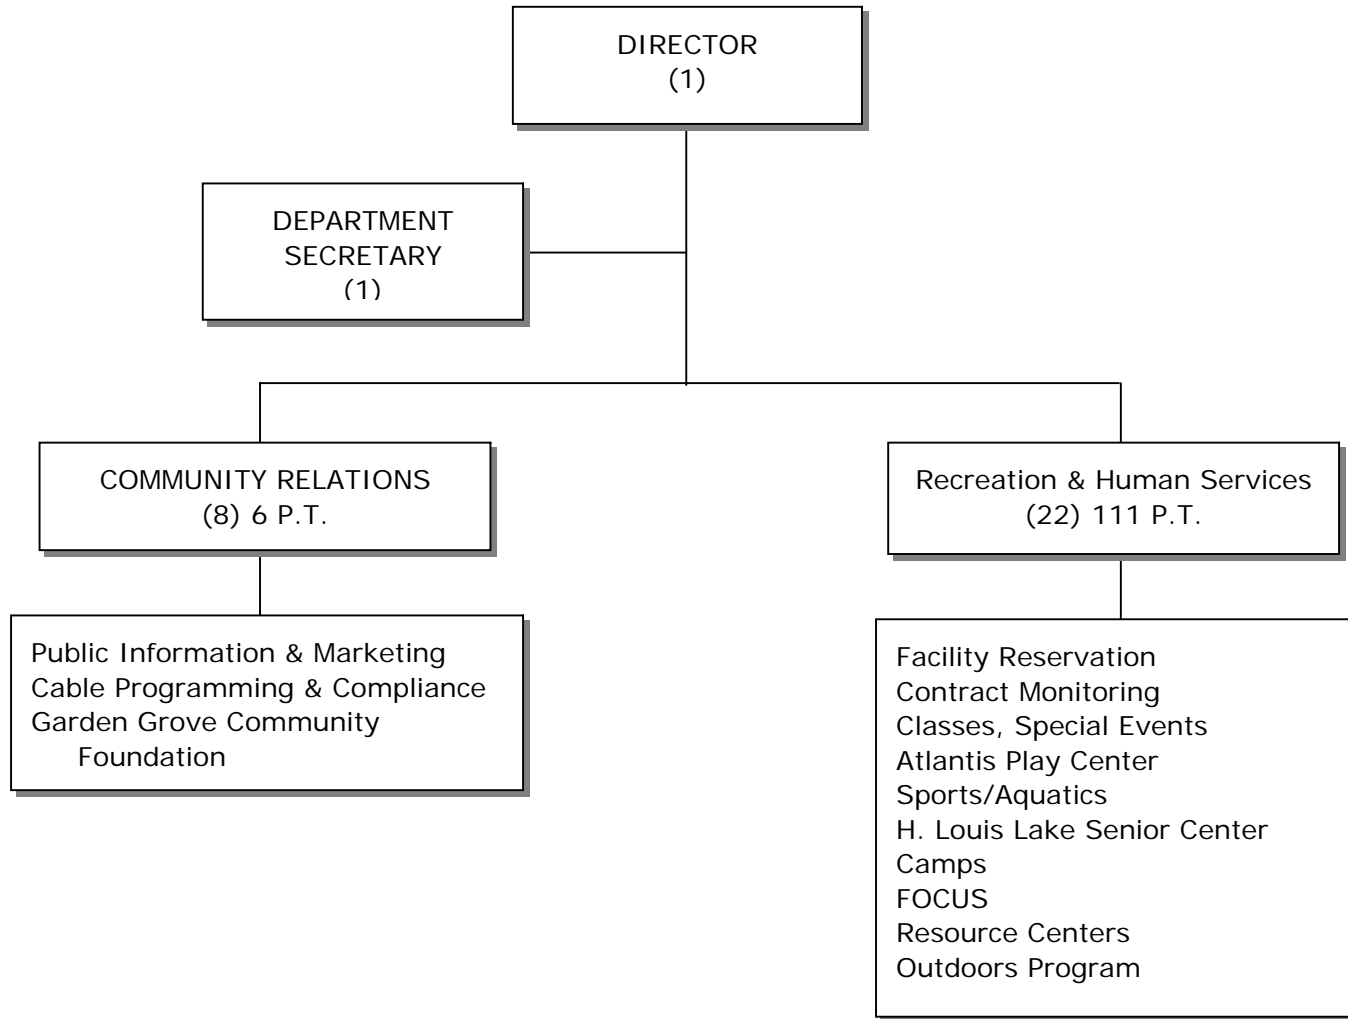 DIRECTOR
(1)
DEPARTMENT
SECRETARY
(1)
COMMUNITY RELATIONS
(8) 6 P.T.
Recreation & Human Services
(22) 111 P.T.
Public Information & Marketing
Cable Programming & Compliance
Garden Grove Community
Foundation
Facility Reservation
Contract Monitoring
Classes, Special Events
Atlantis Play Center
Sports/Aquatics
H. Louis Lake Senior Center
Camps
FOCUS
Resource Centers
Outdoors Program